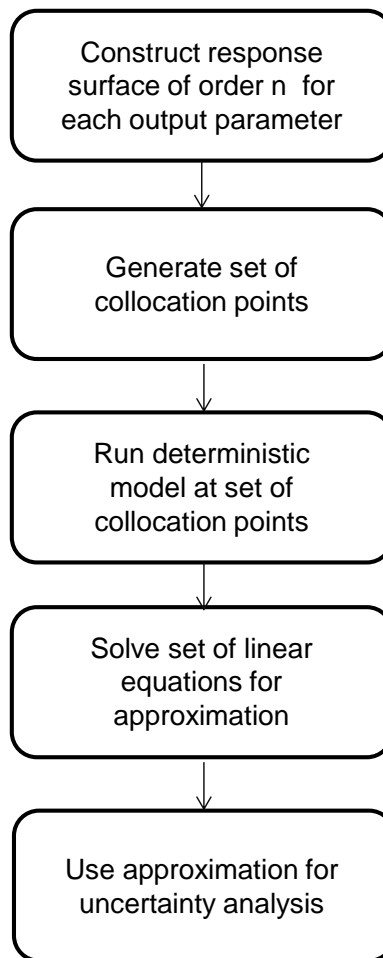 Construct response
surface of order n  for
each output parameter
Generate set of
collocation points
Run deterministic
model at set of
collocation points
Solve set of linear
equations for
approximation
Use approximation for
uncertainty analysis